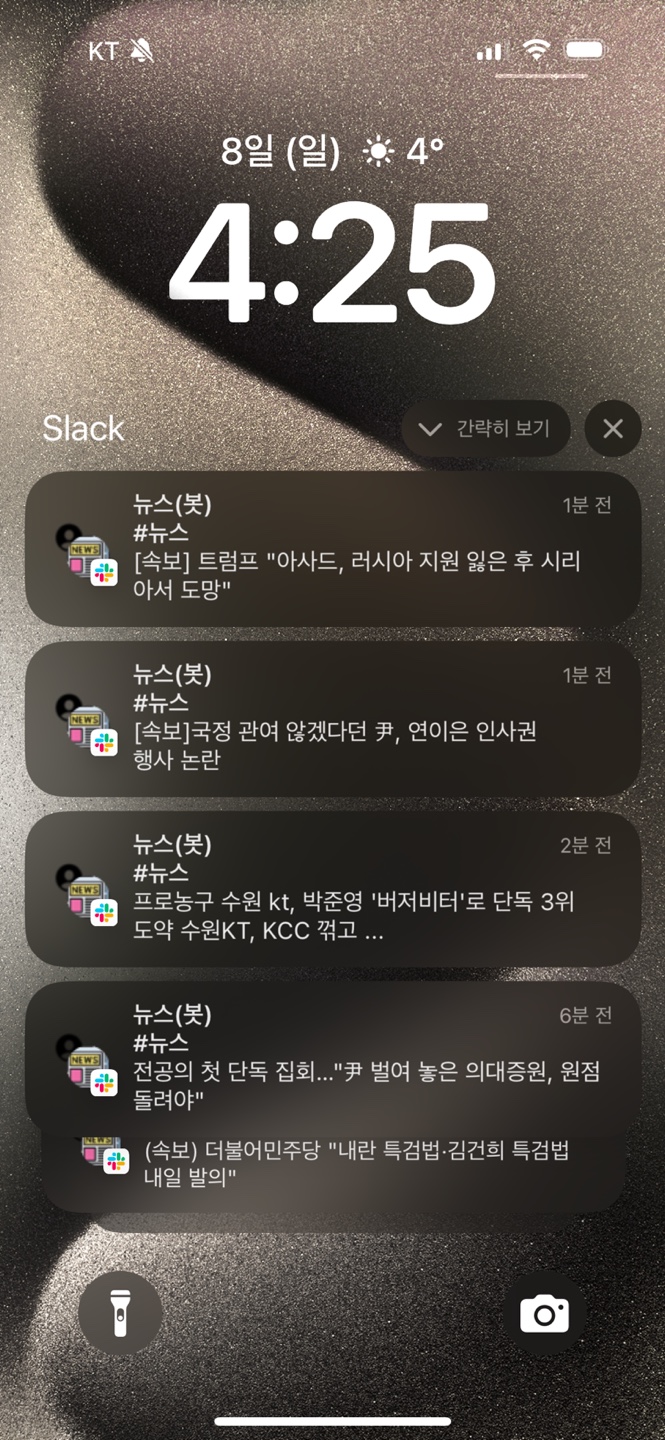 KT
8일 (일) 4°
4:25
Slack
간략히 보기
뉴스(봇)
1분 전
#뉴스
[속보] 트럼프 "아사드, 러시아 지원 잃은 후 시리
아서 도망"
NEWS
뉴스(봇)
1분 전
#뉴스
[속보]국정 관여 않겠다던 尹, 연이은 인사권
행사 논란
NEWS
뉴스(봇)
2분 전
#뉴스
프로농구 수원 kt, 박준영 '버저비터'로 단독 3위
도약 수원KT, KCC 꺾고 ...
NEWS
뉴스(봇)
6분 전
#뉴스
전공의 첫 단독 집회..."尹 벌여 놓은 의대증원, 원점
돌려야"
NEWS
(속보) 더불어민주당 "내란 특검법·김건희 특검법
내일 발의"
NEWS